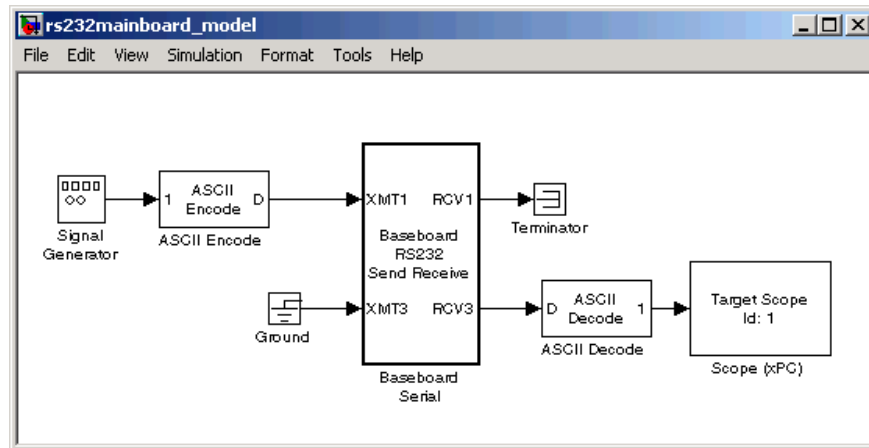 rs232mainboard_model
File Edit View Simulation Format Tools Help
1 ASCII Encode D
Signal Generator
ASCII Encode
XMT1 RCV1
Baseboard
RS232
Send Receive
XMT3 RCV3
Baseboard
Serial
Terminator
Ground
D ASCII Decode 1
ASCII Decode
Target Scope
Id: 1
Scope (xPC)